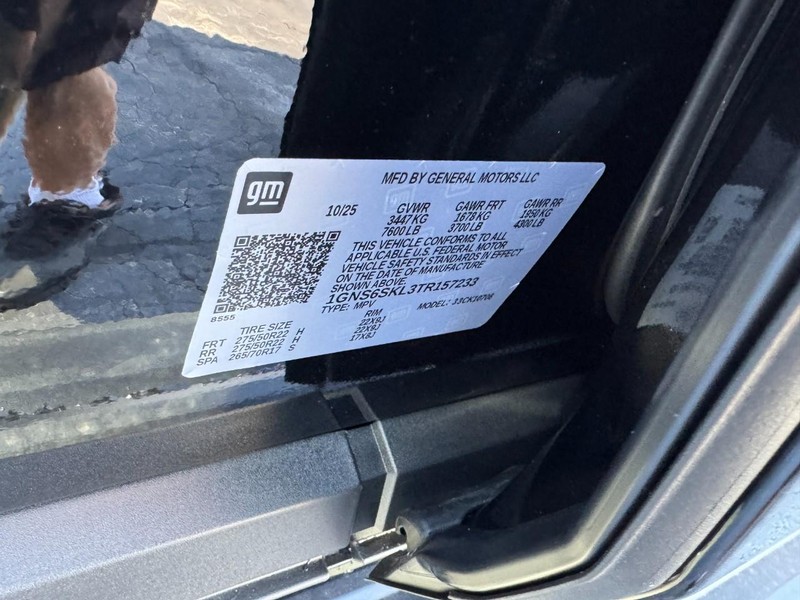 gm
MFD BY GENERAL MOTORS LLC
10/25 GVWR GAWR FRT GAWR RR
3447 KG 1678 KG 1950 KG
7600 LB 3700 LB 4300 LB
THIS VEHICLE CONFORMS TO ALL
APPLICABLE U.S. FEDERAL MOTOR
VEHICLE SAFETY STANDARDS IN EFFECT
ON THE DATE OF MANUFACTURE
SHOWN ABOVE.
1GNS6SKL3TR157233
TYPE: MPV MODEL:
8555
TIRE SIZE RIM
FRT 275/50R22 H 22X9J
RR 275/50R22 H 22X9J
SPA 265/70R17 S 17X8J